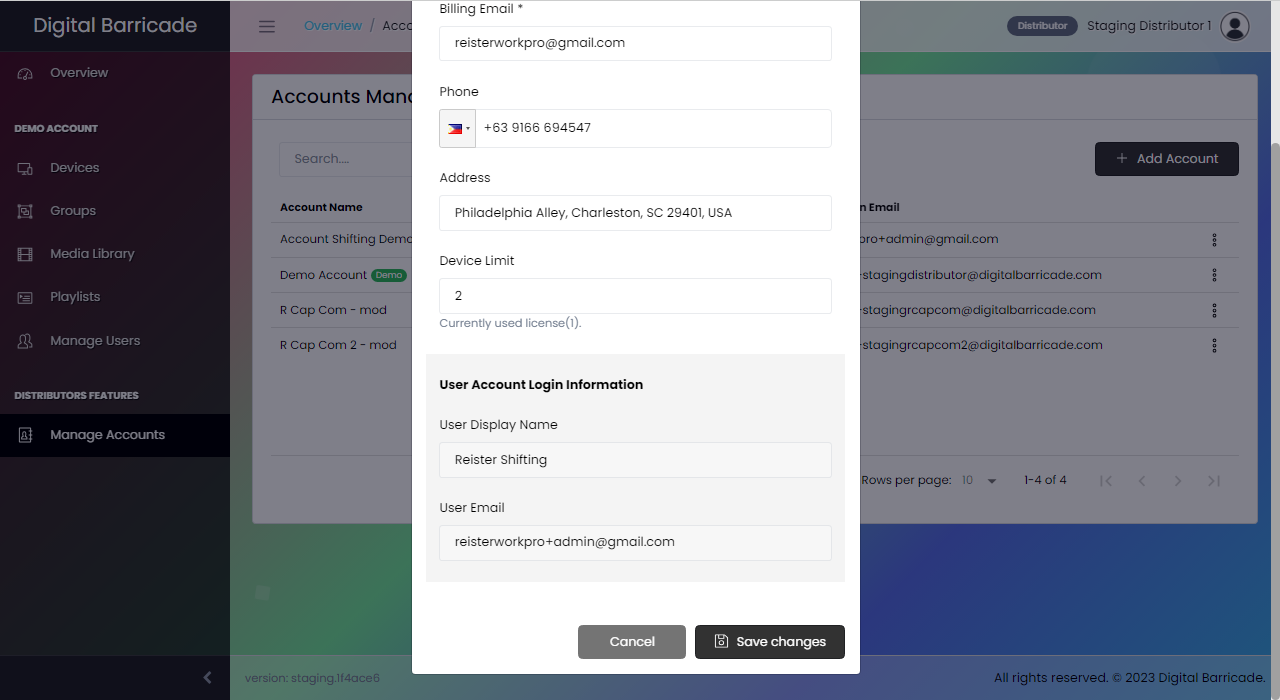 Digital Barricade
Overview
DEMO ACCOUNT
Devices
Groups
Media Library
Playlists
Manage Users
DISTRIBUTORS FEATURES
Manage Accounts
Overview / Acco
Distributor Staging Distributor 1
Accounts Mana
Search....
+ Add Account
Account Name
n Email
Account Shifting Demo
pro+admin@gmail.com
Demo Account Demo
-stagingdistributor@digitalbarricade.com
R Cap Com - mod
-stagingrcapcom@digitalbarricade.com
R Cap Com 2 - mod
-stagingrcapcom2@digitalbarricade.com
Rows per page: 10 1-4 of 4
Billing Email *
reisterworkpro@gmail.com
Phone
+63 9166 694547
Address
Philadelphia Alley, Charleston, SC 29401, USA
Device Limit
2
Currently used license(1).
User Account Login Information
User Display Name
Reister Shifting
User Email
reisterworkpro+admin@gmail.com
Cancel Save changes
version: staging.1f4ace6
All rights reserved. © 2023 Digital Barricade.